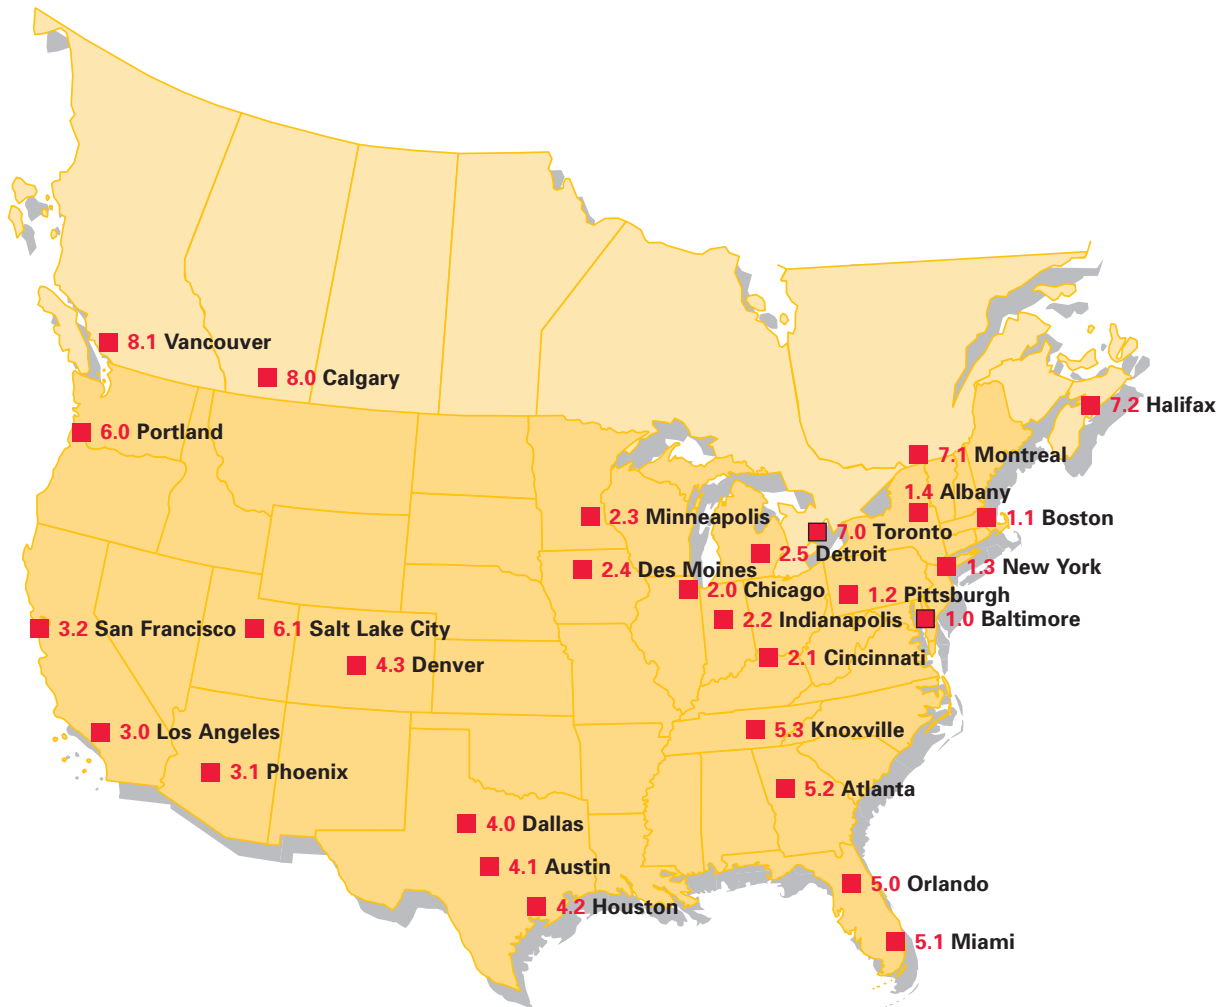 8.1 Vancouver
8.0 Calgary
7.2 Halifax
6.0 Portland
7.1 Montreal
1.4 Albany
2.3 Minneapolis
1.1 Boston
7.0 Toronto
2.5 Detroit
2.4 Des Moines
1.3 New York
2.0 Chicago
1.2 Pittsburgh
2.2 Indianapolis
1.0 Baltimore
3.2 San Francisco
6.1 Salt Lake City
2.1 Cincinnati
4.3 Denver
5.3 Knoxville
3.0 Los Angeles
3.1 Phoenix
5.2 Atlanta
4.0 Dallas
4.1 Austin
5.0 Orlando
4.2 Houston
5.1 Miami